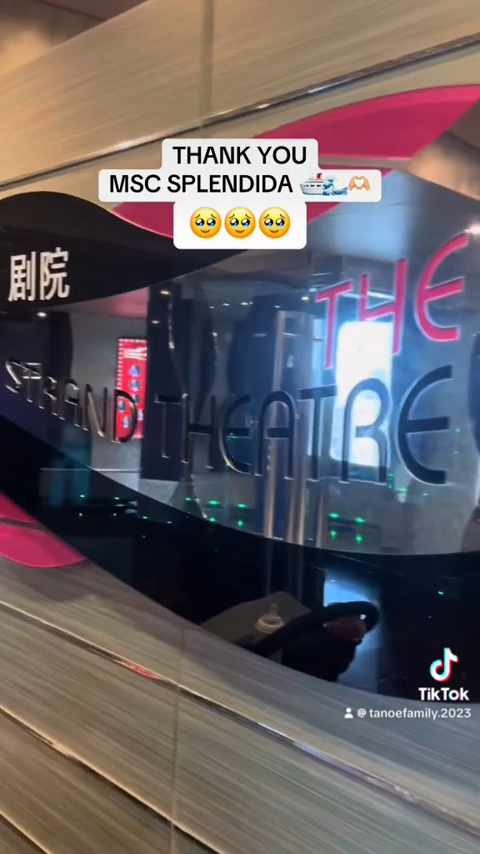 THANK YOU
MSC SPLENDIDA 🛳️🌊🫶🏼
🥹🥹🥹
剧院
THE
STRAND THEATRE
TikTok
@tanoefamily.2023